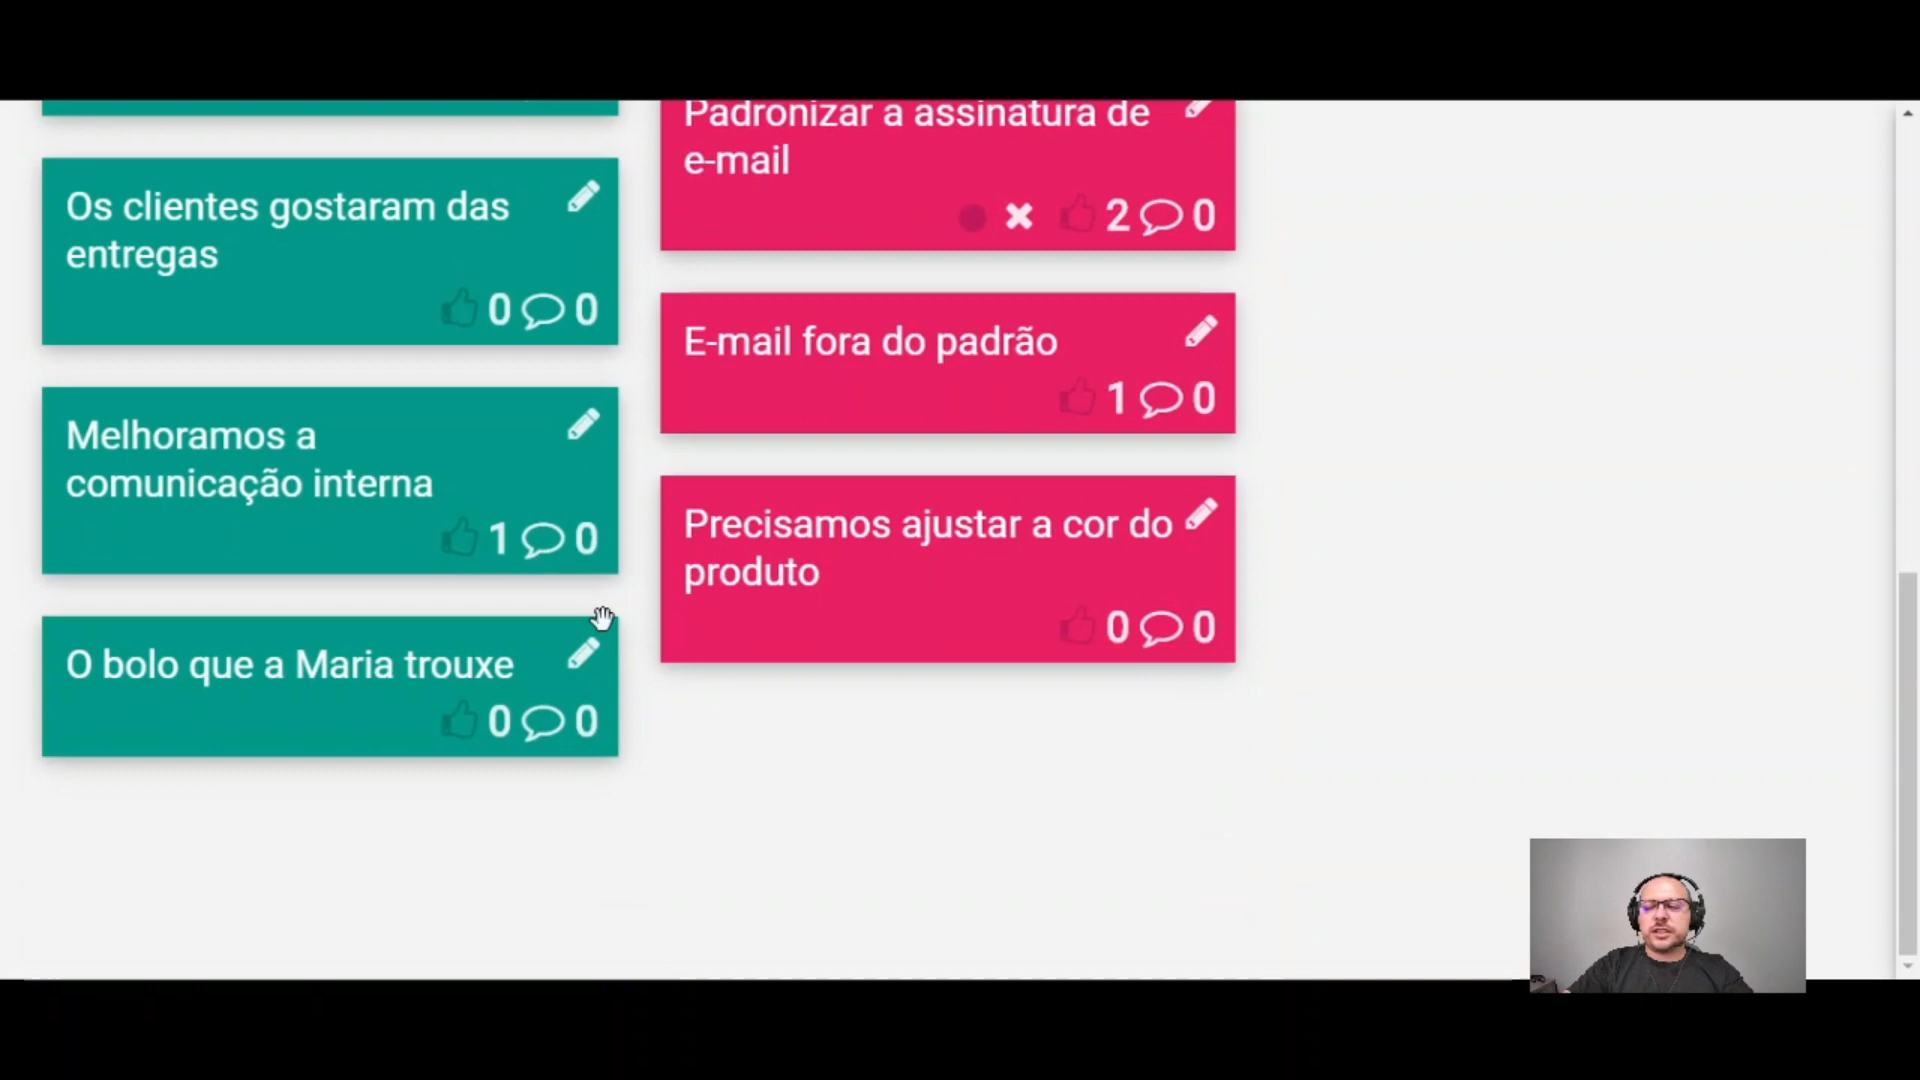 Os clientes gostaram das
entregas
0 0
Melhoramos a
comunicação interna
1 0
O bolo que a Maria trouxe
0 0
Padronizar a assinatura de
e-mail
2 0
E-mail fora do padrão
1 0
Precisamos ajustar a cor do
produto
0 0